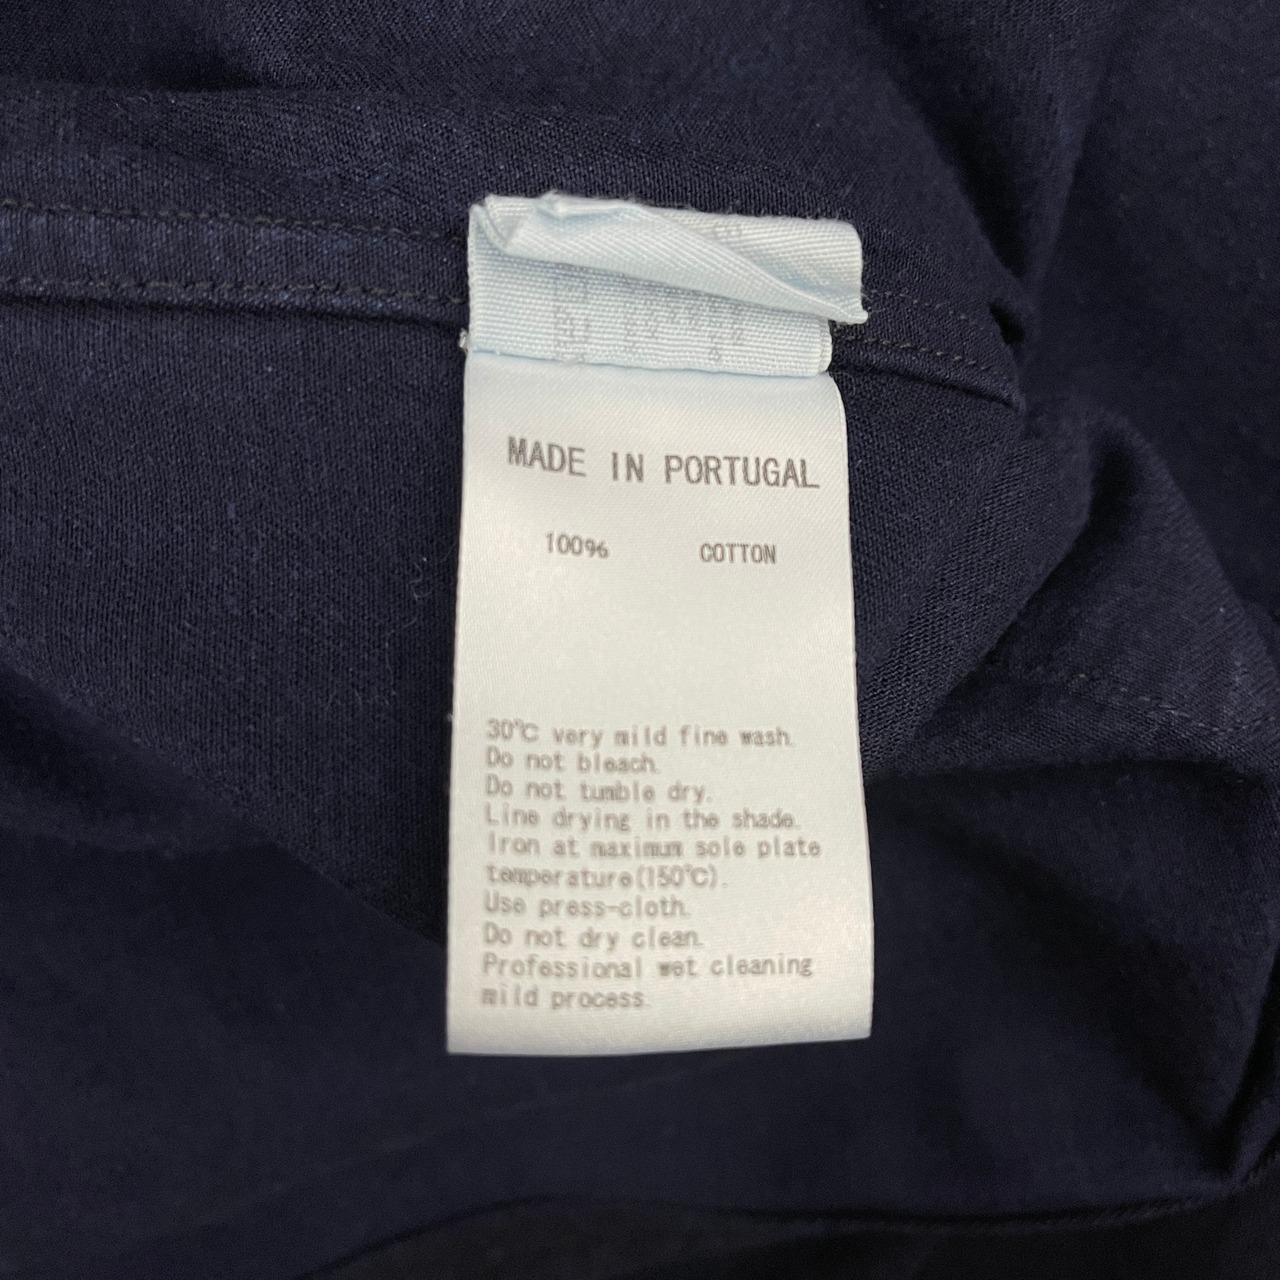 MADE IN PORTUGAL
100% COTTON
30℃ very mild fine wash.
Do not bleach.
Do not tumble dry.
Line drying in the shade.
Iron at maximum sole plate
temperature(150℃).
Use press-cloth.
Do not dry clean.
Professional wet cleaning
mild process.